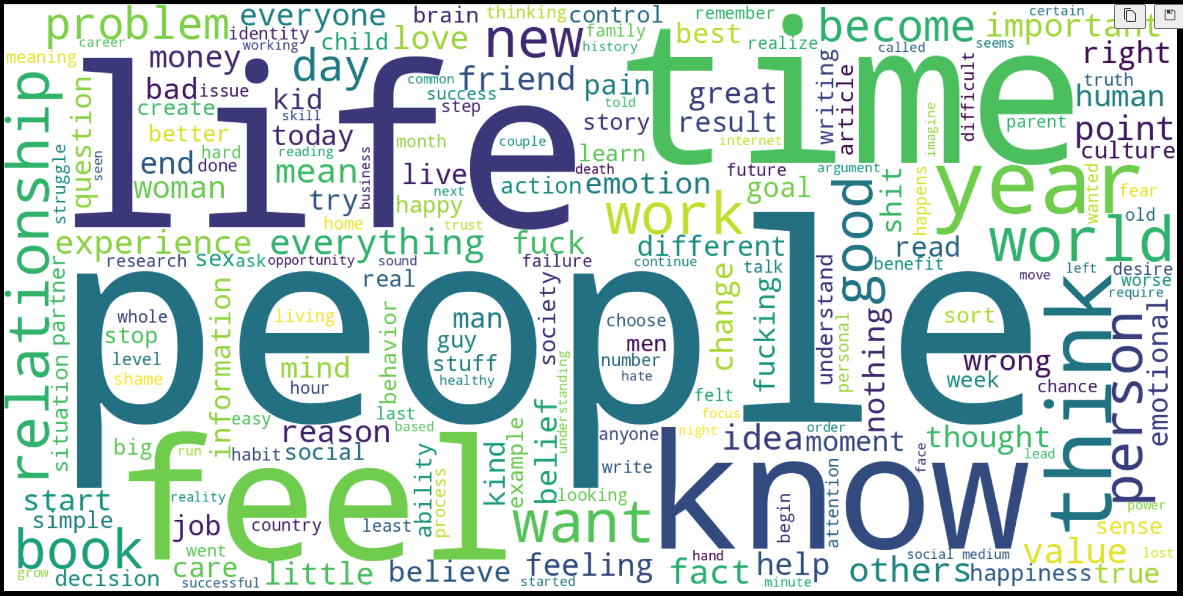 problem
everyone
brain
thinking
control
remember
become
certain
important
career
identity
child
love
new
family
best
realize
history
time
called
seems
right
meaning
working
money
day
friend
pain
great
writing
article
difficult
truth
human
bad
issue
common
success
step
told
life
create
kid
skill
story
result
internet
imagine
parent
point
culture
better
today
month
couple
learn
relationship
struggle
question
seen
end
hard
done
reading
mean
business
live
next
death
action
emotion
future
goal
argument
good
shit
happens
year
wanted
fear
woman
try
happy
home
trust
work
old
experience
everything
fuck
different
read
world
research
sex
ask
opportunity
sound
failure
continue
talk
benefit
move
left
desire
worse
require
real
situation
partner
people
whole
stop
level
shame
information
living
mind
hour
behavior
man
guy
stuff
healthy
society
understanding
choose
men
number
hate
change
fucking
understand
personal
nothing
sort
wrong
week
chance
think
person
emotional
felt
focus
night
easy
last
based
big
run
reason
habit
social
feel
ability
process
kind
example
belief
anyone
idea
moment
order
thought
lead
face
know
write
looking
start
simple
reality
job
country
least
want
begin
attention
power
sense
book
went
care
believe
feeling
hand
fact
help
social medium
others
value
lost
grow
decision
successful
little
started
minute
happiness
true